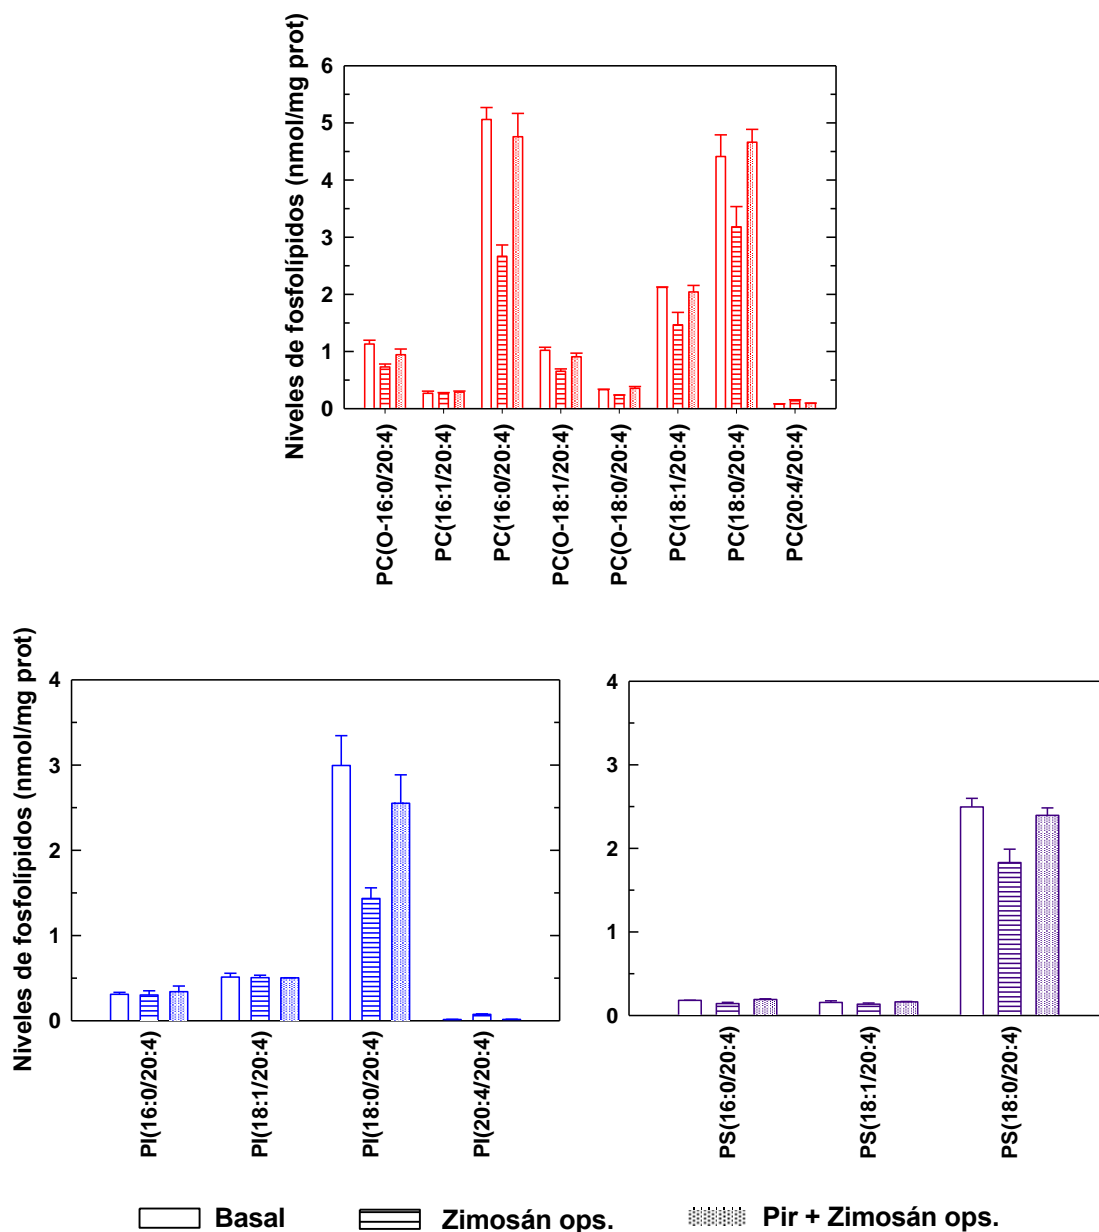 Niveles de fosfolípidos (nmol/mg prot)
6
5
4
3
2
1
0
PC(O-16:0/20:4)
PC(16:1/20:4)
PC(16:0/20:4)
PC(O-18:1/20:4)
PC(O-18:0/20:4)
PC(18:1/20:4)
PC(18:0/20:4)
PC(20:4/20:4)
Niveles de fosfolípidos (nmol/mg prot)
4
3
2
1
0
PI(16:0/20:4)
PI(18:1/20:4)
PI(18:0/20:4)
PI(20:4/20:4)
4
3
2
1
0
PS(16:0/20:4)
PS(18:1/20:4)
PS(18:0/20:4)
Basal
Zimosán ops.
Pir + Zimosán ops.